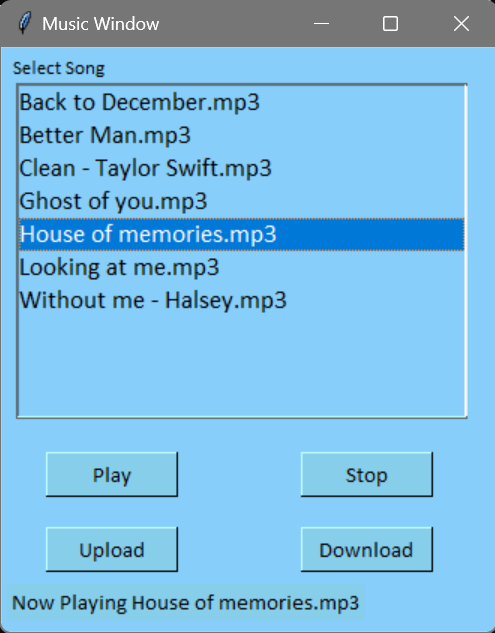 Music Window
Select Song
Back to December.mp3
Better Man.mp3
Clean - Taylor Swift.mp3
Ghost of you.mp3
House of memories.mp3
Looking at me.mp3
Without me - Halsey.mp3
Play Stop
Upload Download
Now Playing House of memories.mp3